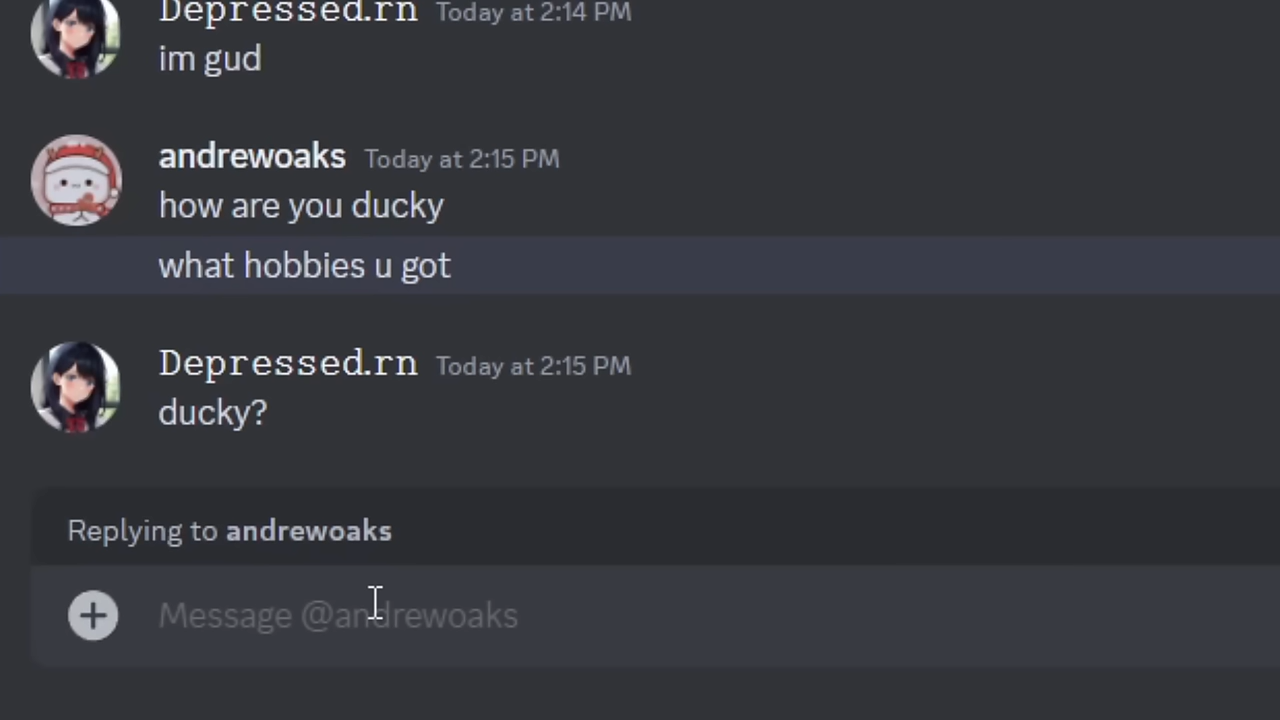 Depressed.rn Today at 2:14 PM
im gud
andrewoaks Today at 2:15 PM
how are you ducky
what hobbies u got
Depressed.rn Today at 2:15 PM
ducky?
Replying to andrewoaks
Message @andrewoaks